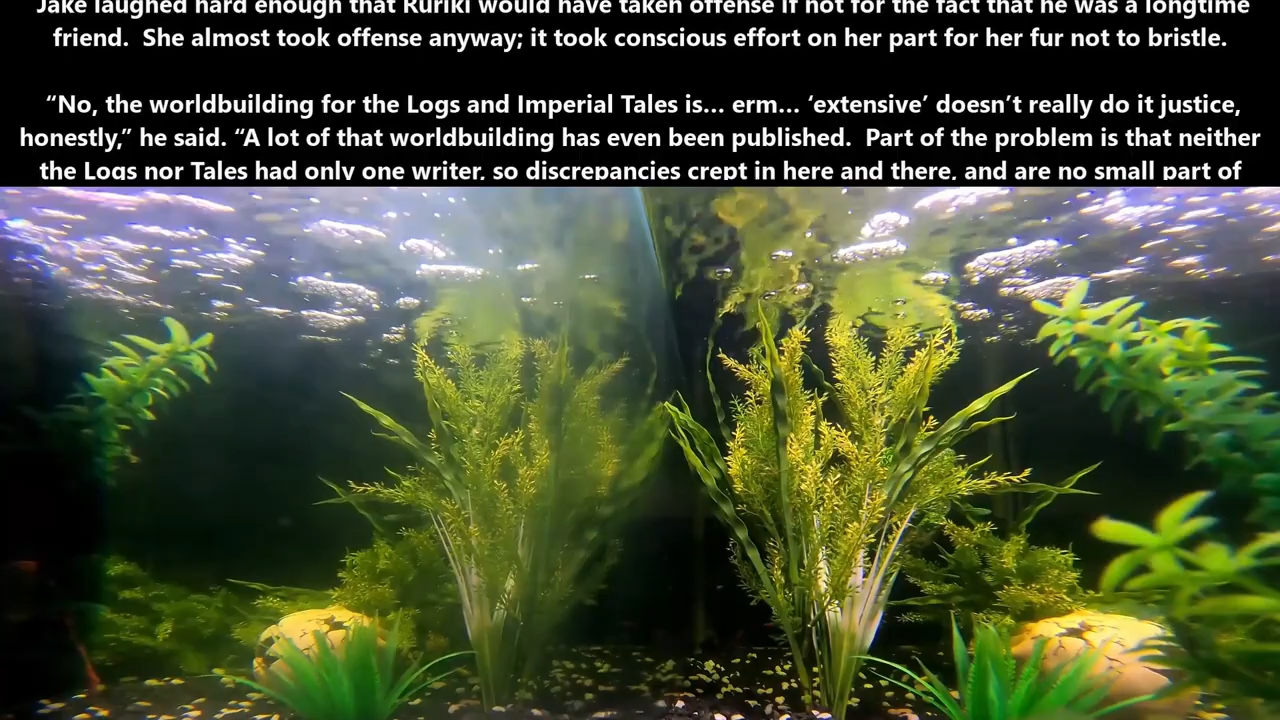 Jake laughed hard enough that Ruriki would have taken offense if not for the fact that he was a longtime
friend.  She almost took offense anyway; it took conscious effort on her part for her fur not to bristle.
“No, the worldbuilding for the Logs and Imperial Tales is… erm… ‘extensive’ doesn’t really do it justice,
honestly,” he said. “A lot of that worldbuilding has even been published.  Part of the problem is that neither
the Logs nor Tales had only one writer, so discrepancies crept in here and there, and are no small part of